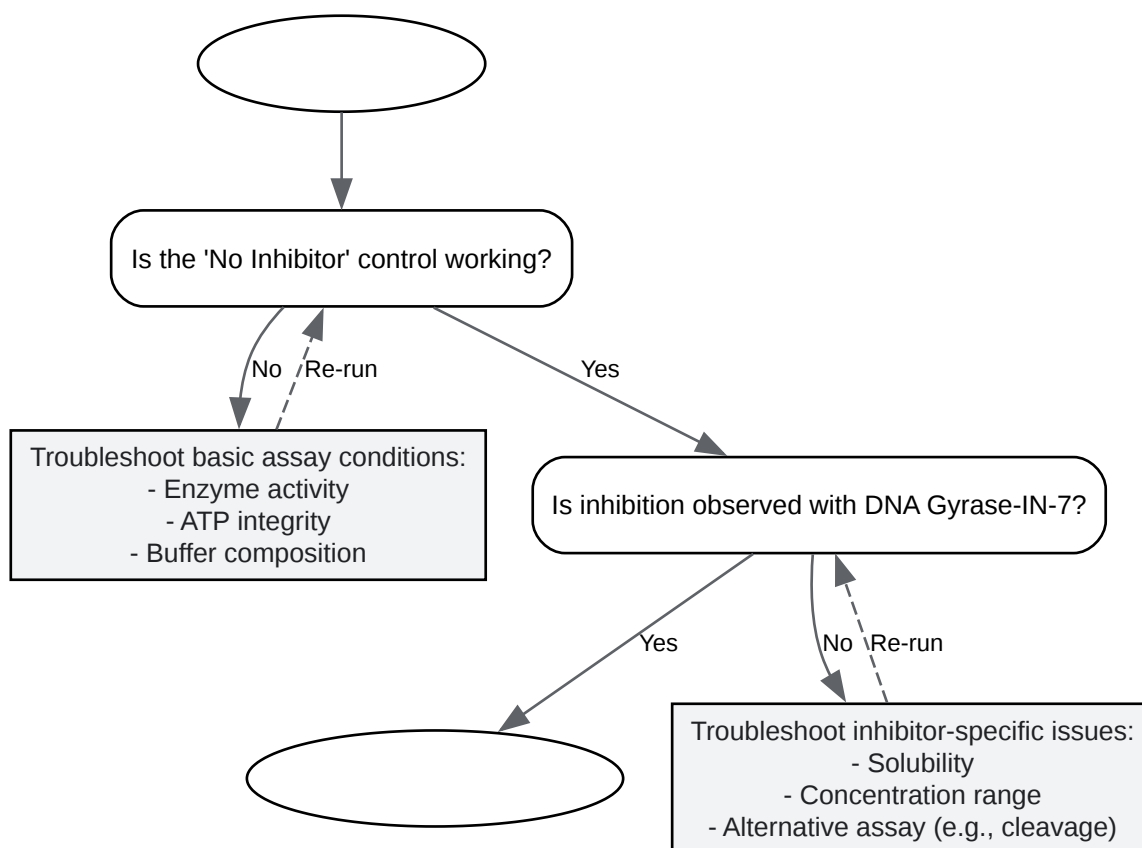 Is the 'No Inhibitor' control working?
No
Re-run
Yes
Troubleshoot basic assay conditions:
- Enzyme activity
- ATP integrity
- Buffer composition
Is inhibition observed with DNA Gyrase-IN-7?
Yes
No
Re-run
Troubleshoot inhibitor-specific issues:
- Solubility
- Concentration range
- Alternative assay (e.g., cleavage)